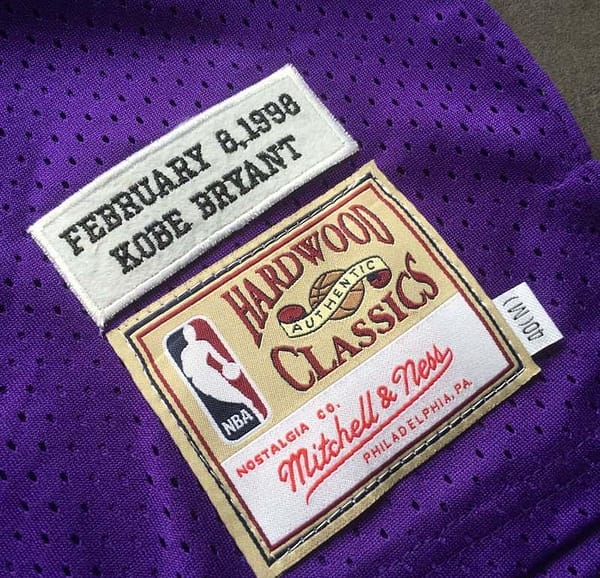 FEBRUARY 8,1998
KOBE BRYANT
HARDWOOD
AUTHENTIC
CLASSICS
NBA
NOSTALGIA CO.
Mitchell & Ness
PHILADELPHIA, PA.
40(M)